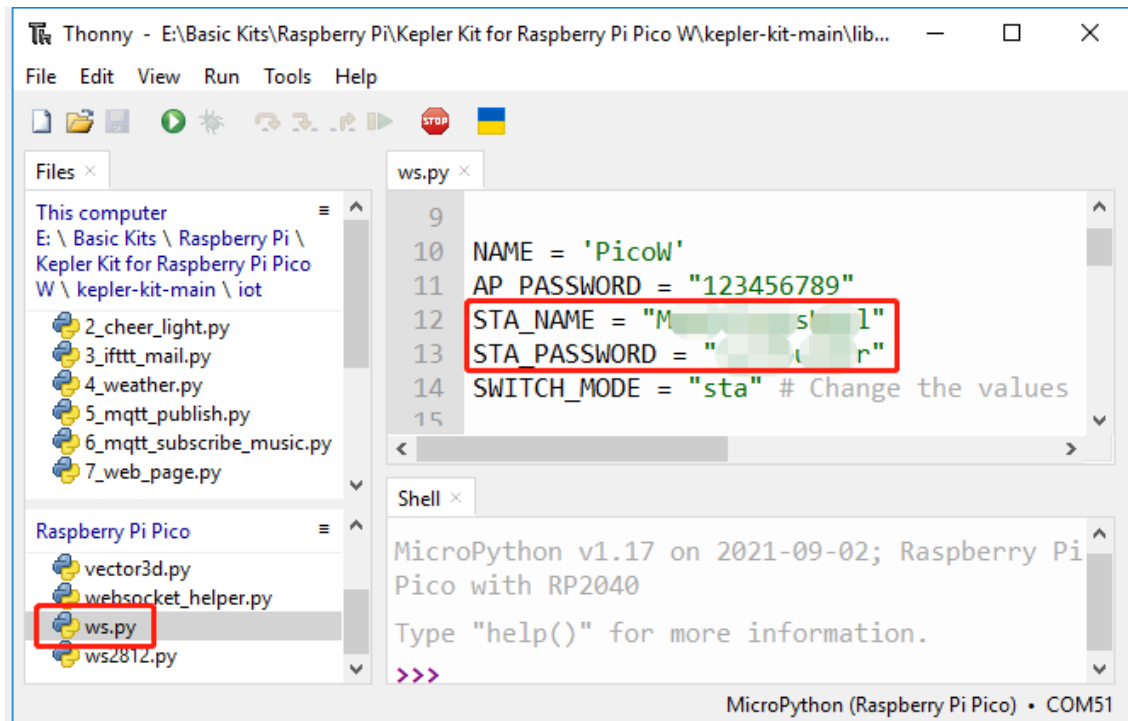 Thonny - E:\Basic Kits\Raspberry Pi\Kepler Kit for Raspberry Pi Pico W\kepler-kit-main\lib...
File Edit View Run Tools Help
STOP
Files
This computer
E: \ Basic Kits \ Raspberry Pi \
Kepler Kit for Raspberry Pi Pico
W \ kepler-kit-main \ iot
2_cheer_light.py
3_ifttt_mail.py
4_weather.py
5_mqtt_publish.py
6_mqtt_subscribe_music.py
7_web_page.py
Raspberry Pi Pico
vector3d.py
websocket_helper.py
ws.py
ws2812.py
ws.py
9
10 NAME = 'PicoW'
11 AP_PASSWORD = "123456789"
12 STA_NAME = "
13 STA_PASSWORD = "
14 SWITCH_MODE = "sta" # Change the values
15
Shell
MicroPython v1.17 on 2021-09-02; Raspberry Pi
Pico with RP2040
Type "help()" for more information.
>>>
MicroPython (Raspberry Pi Pico) • COM51